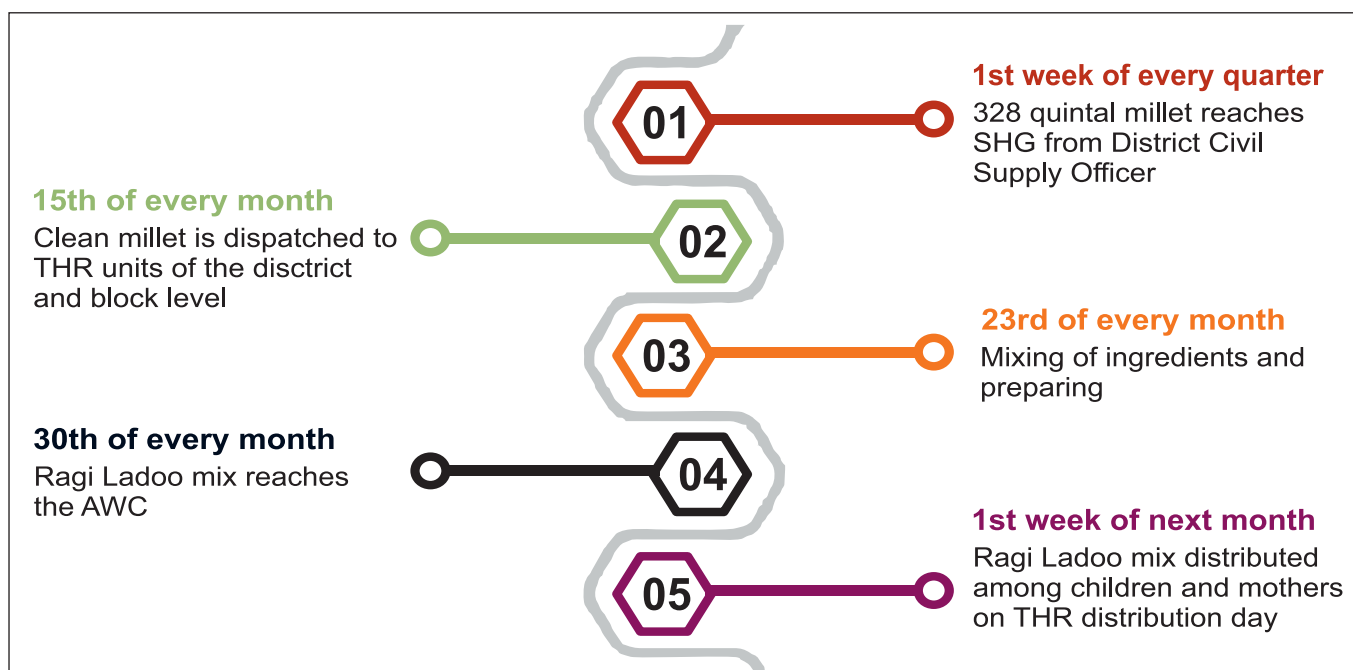 01
1st week of every quarter
328 quintal millet reaches
SHG from District Civil
Supply Officer
15th of every month
Clean millet is dispatched to
THR units of the disctrict
and block level
02
03
23rd of every month
Mixing of ingredients and
preparing
30th of every month
Ragi Ladoo mix reaches
the AWC
04
05
1st week of next month
Ragi Ladoo mix distributed
among children and mothers
on THR distribution day